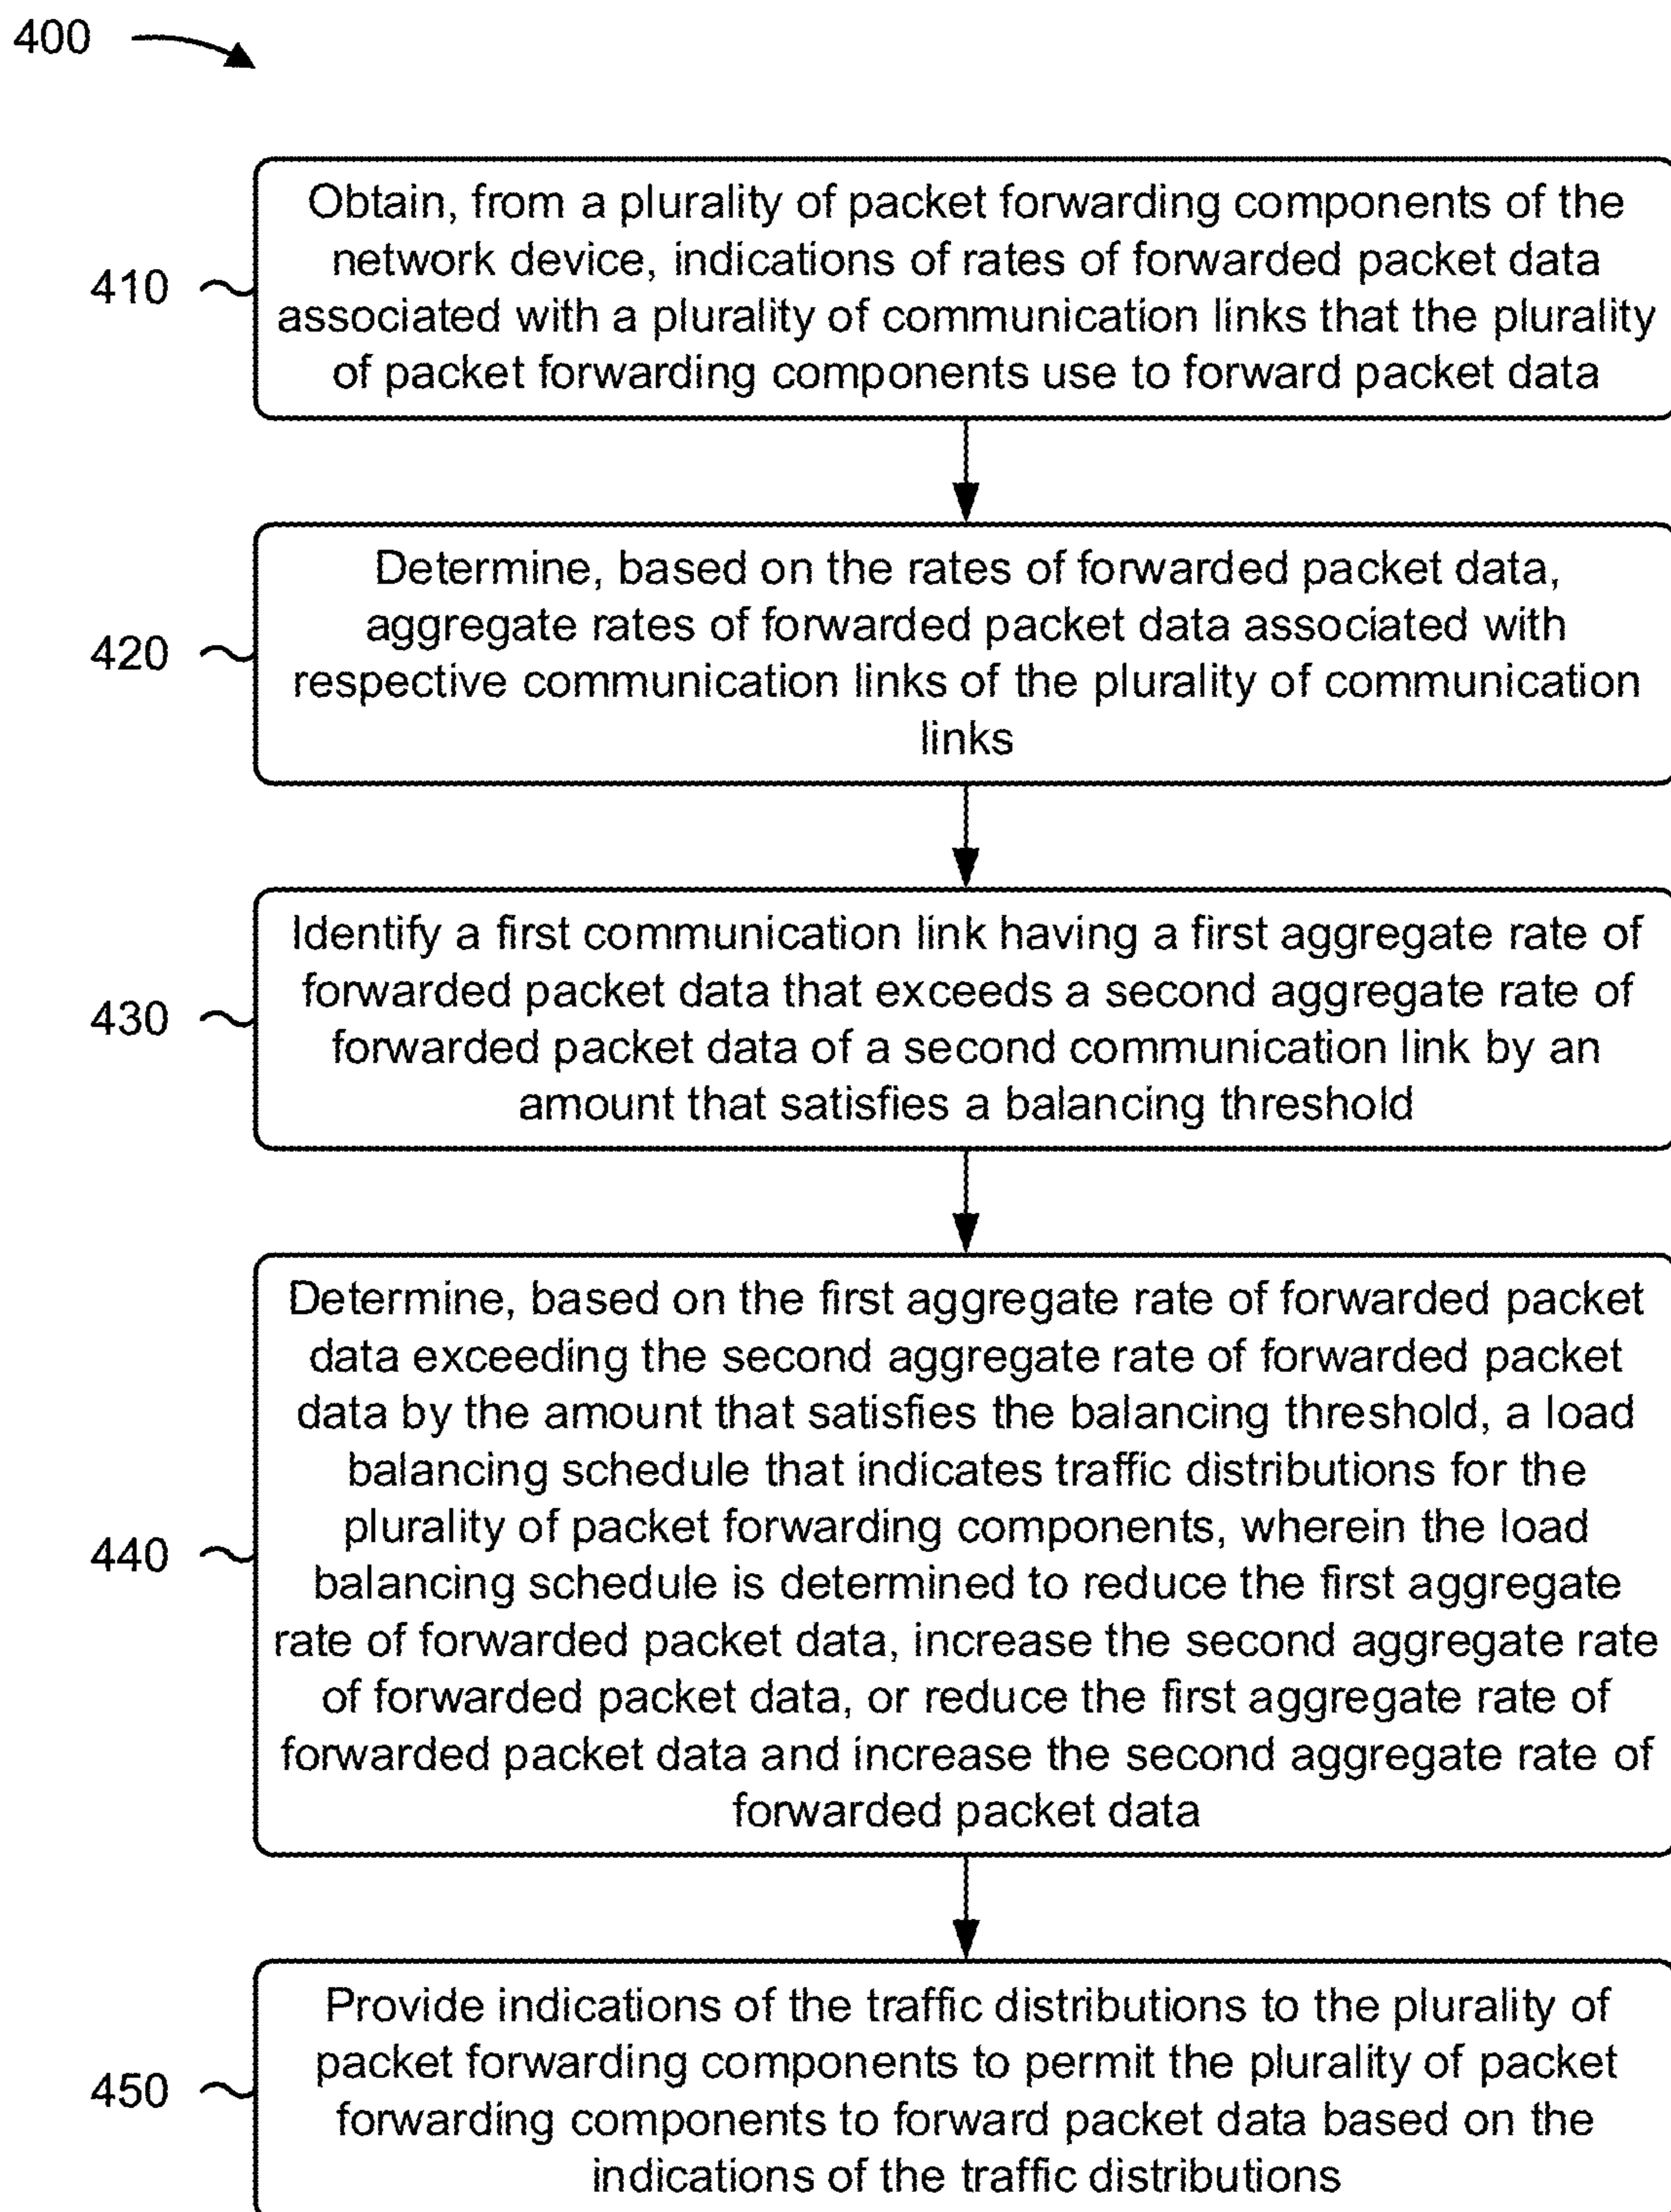 400
Obtain, from a plurality of packet forwarding components of the
network device, indications of rates of forwarded packet data
associated with a plurality of communication links that the plurality
of packet forwarding components use to forward packet data
410
Determine, based on the rates of forwarded packet data,
aggregate rates of forwarded packet data associated with
respective communication links of the plurality of communication
links
420
Identify a first communication link having a first aggregate rate of
forwarded packet data that exceeds a second aggregate rate of
forwarded packet data of a second communication link by an
amount that satisfies a balancing threshold
430
Determine, based on the first aggregate rate of forwarded packet
data exceeding the second aggregate rate of forwarded packet
data by the amount that satisfies the balancing threshold, a load
balancing schedule that indicates traffic distributions for the
plurality of packet forwarding components, wherein the load
balancing schedule is determined to reduce the first aggregate
rate of forwarded packet data, increase the second aggregate rate
of forwarded packet data, or reduce the first aggregate rate of
forwarded packet data and increase the second aggregate rate of
forwarded packet data
440
Provide indications of the traffic distributions to the plurality of
packet forwarding components to permit the plurality of packet
forwarding components to forward packet data based on the
indications of the traffic distributions
450